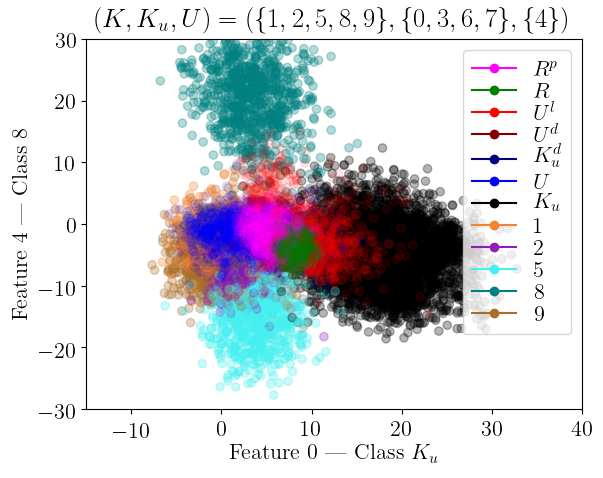 (K, K_u, U) = ({1, 2, 5, 8, 9}, {0, 3, 6, 7}, {4})
Feature 4 — Class 8
30
20
10
0
−10
−20
−30
−10
0
10
20
30
40
Feature 0 — Class K_u
R^p
R
U^l
U^d
K_u^d
U
K_u
1
2
5
8
9